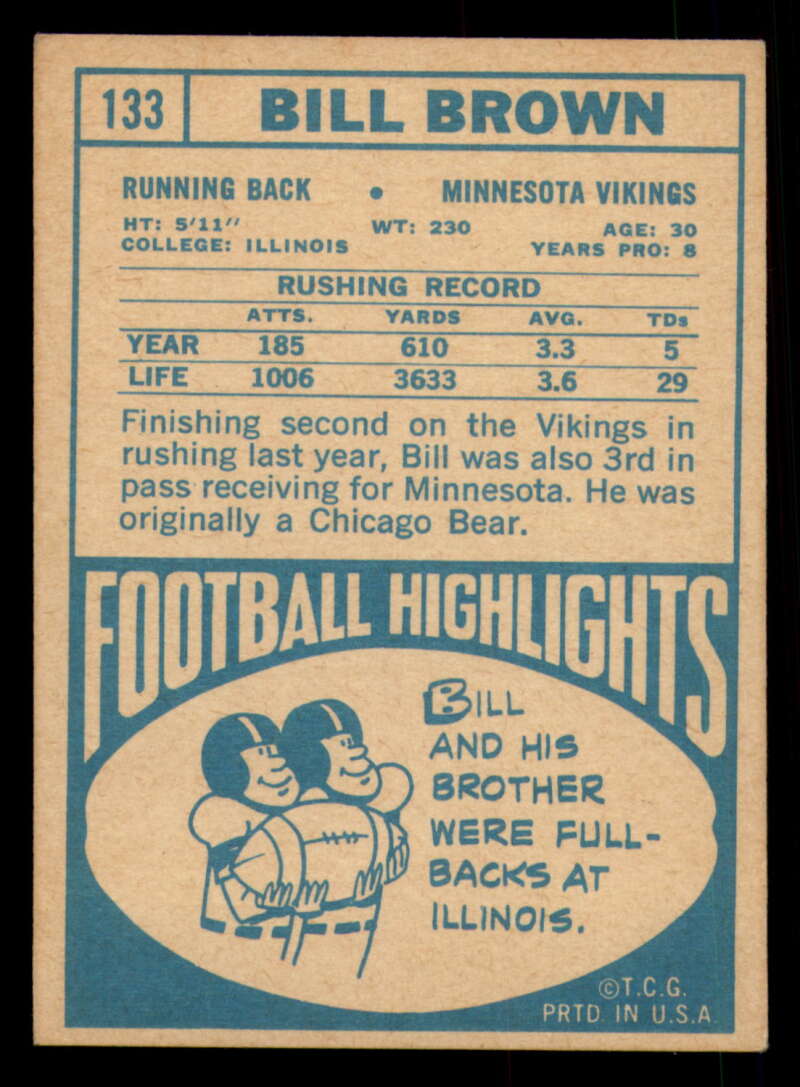 133 BILL BROWN
RUNNING BACK • MINNESOTA VIKINGS
HT: 5'11" WT: 230 AGE: 30
COLLEGE: ILLINOIS YEARS PRO: 8
RUSHING RECORD
ATTS. YARDS AVG. TDs
YEAR 185 610 3.3 5
LIFE 1006 3633 3.6 29
Finishing second on the Vikings in
rushing last year, Bill was also 3rd in
pass receiving for Minnesota. He was
originally a Chicago Bear.
FOOTBALL HIGHLIGHTS
BILL
AND HIS
BROTHER
WERE FULL-
BACKS AT
ILLINOIS.
©T.C.G.
PRTD. IN U.S.A.